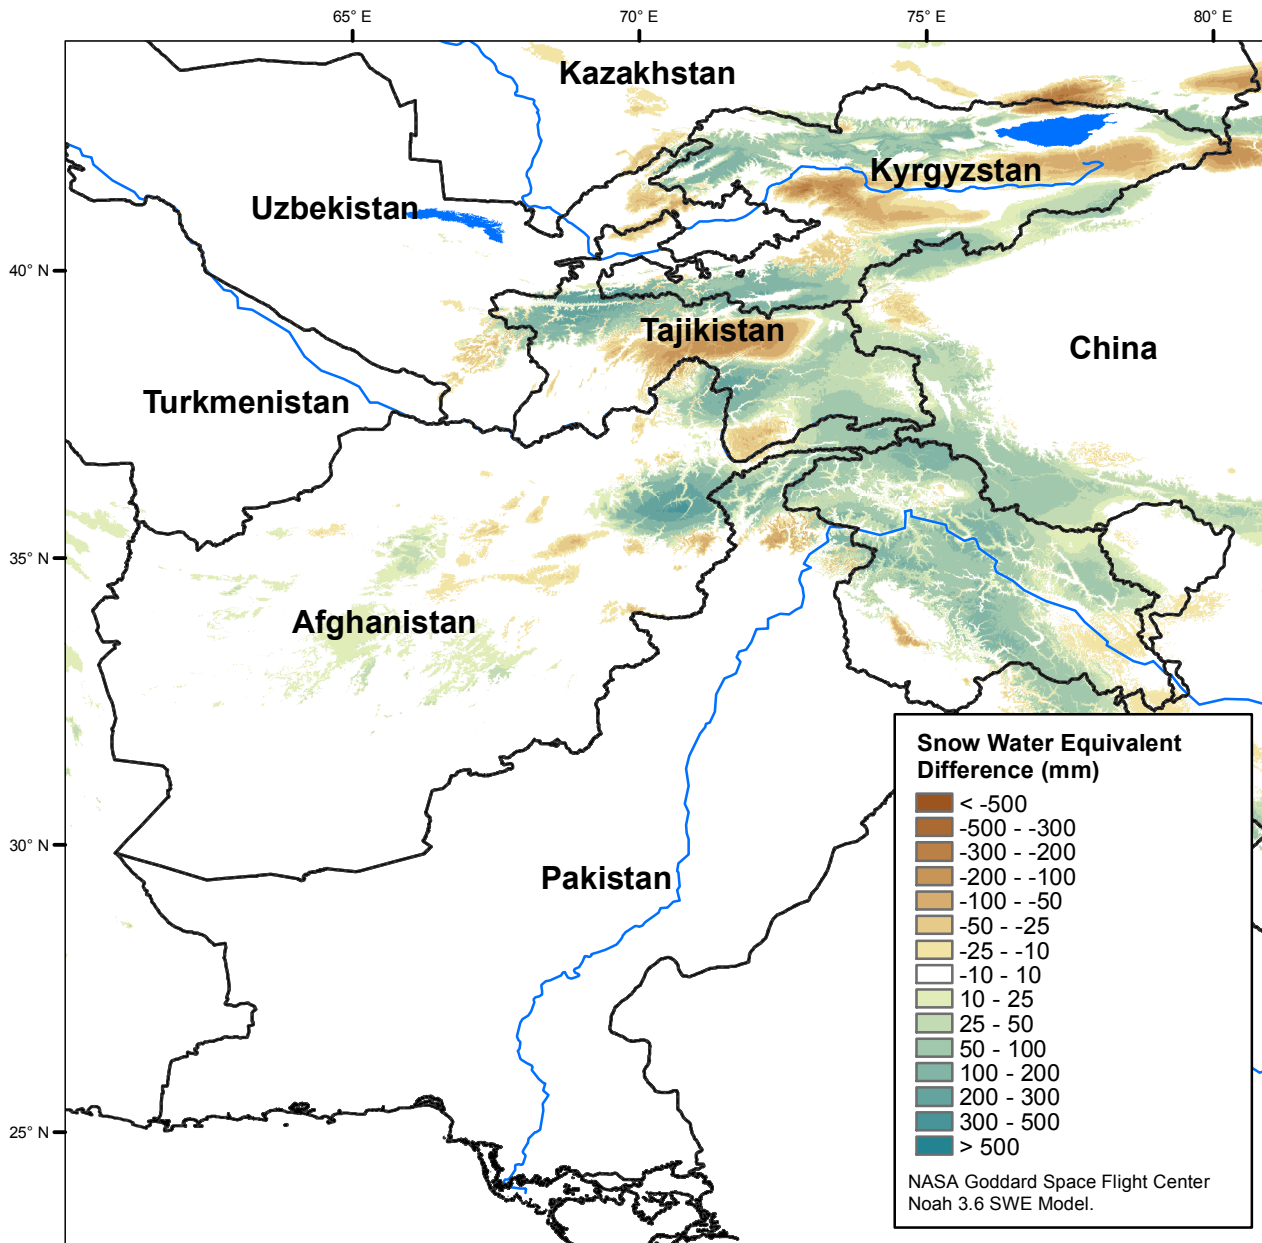 65° E
70° E
75° E
80° E
Kazakhstan
Kyrgyzstan
Uzbekistan
40° N
Tajikistan
China
Turkmenistan
35° N
Afghanistan
Snow Water Equivalent
Difference (mm)
< -500
-500 - -300
-300 - -200
-200 - -100
-100 - -50
-50 - -25
-25 - -10
-10 - 10
10 - 25
25 - 50
50 - 100
100 - 200
200 - 300
300 - 500
> 500
NASA Goddard Space Flight Center
Noah 3.6 SWE Model.
30° N
Pakistan
25° N